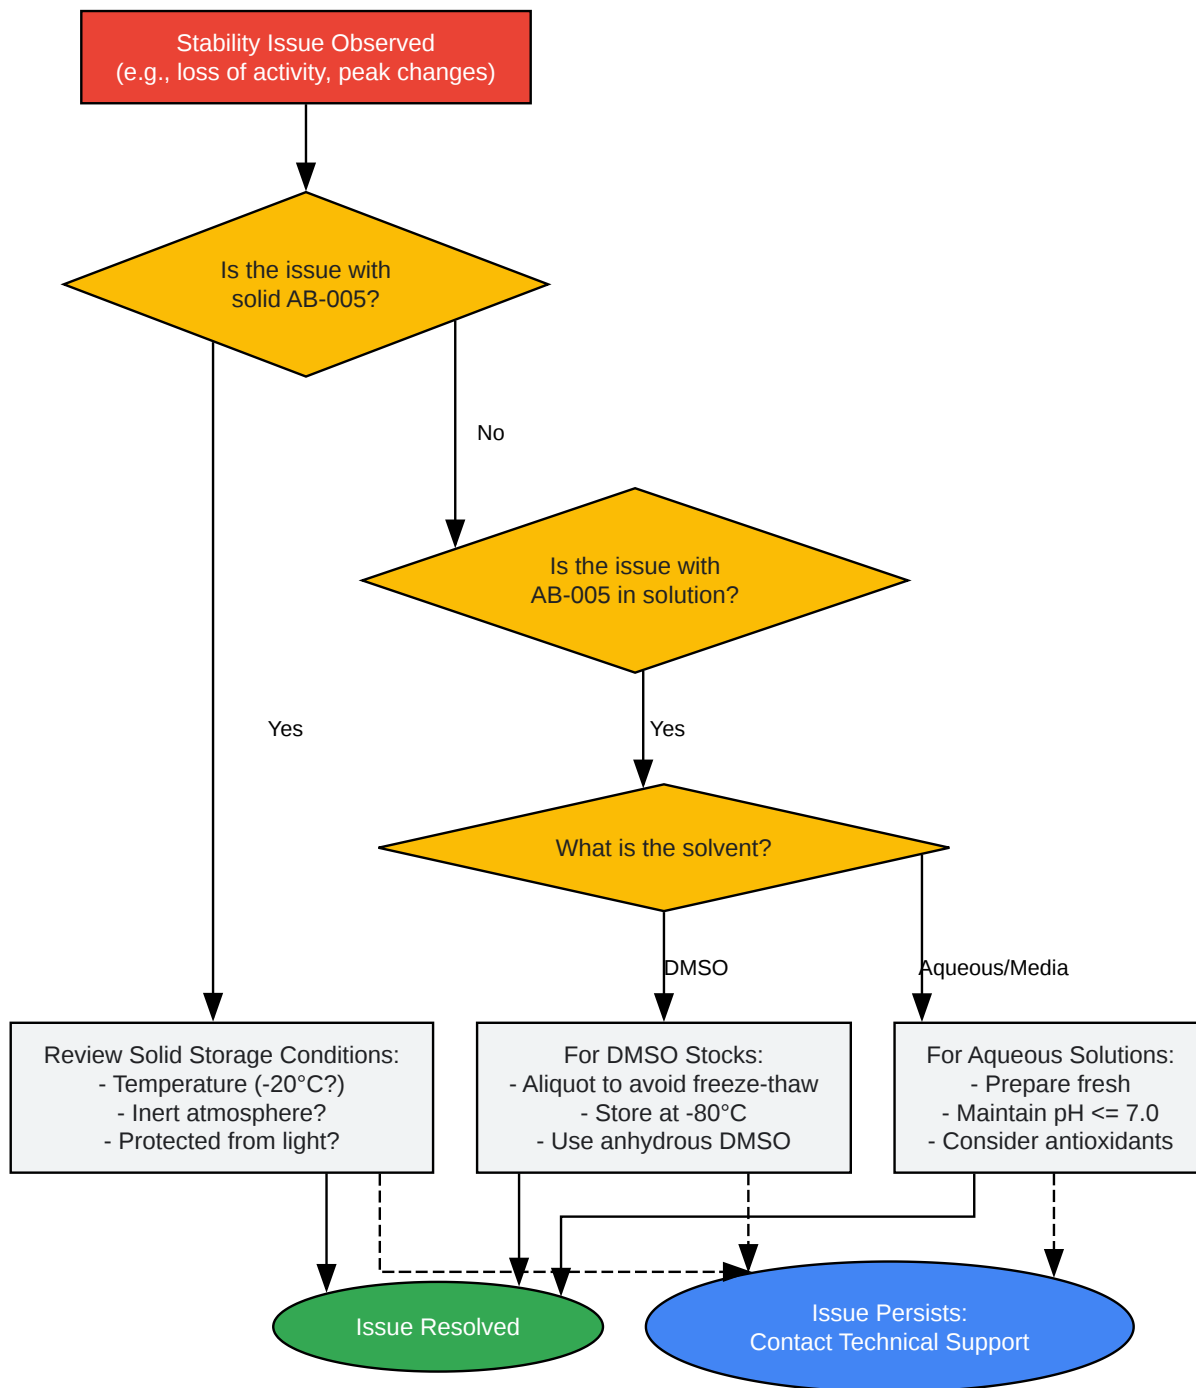 Stability Issue Observed
(e.g., loss of activity, peak changes)
Is the issue with
solid AB-005?
No
Is the issue with
AB-005 in solution?
Yes
Yes
What is the solvent?
DMSO
Aqueous/Media
Review Solid Storage Conditions:
- Temperature (-20°C?)
- Inert atmosphere?
- Protected from light?
For DMSO Stocks:
- Aliquot to avoid freeze-thaw
- Store at -80°C
- Use anhydrous DMSO
For Aqueous Solutions:
- Prepare fresh
- Maintain pH <= 7.0
- Consider antioxidants
Issue Resolved
Issue Persists:
Contact Technical Support